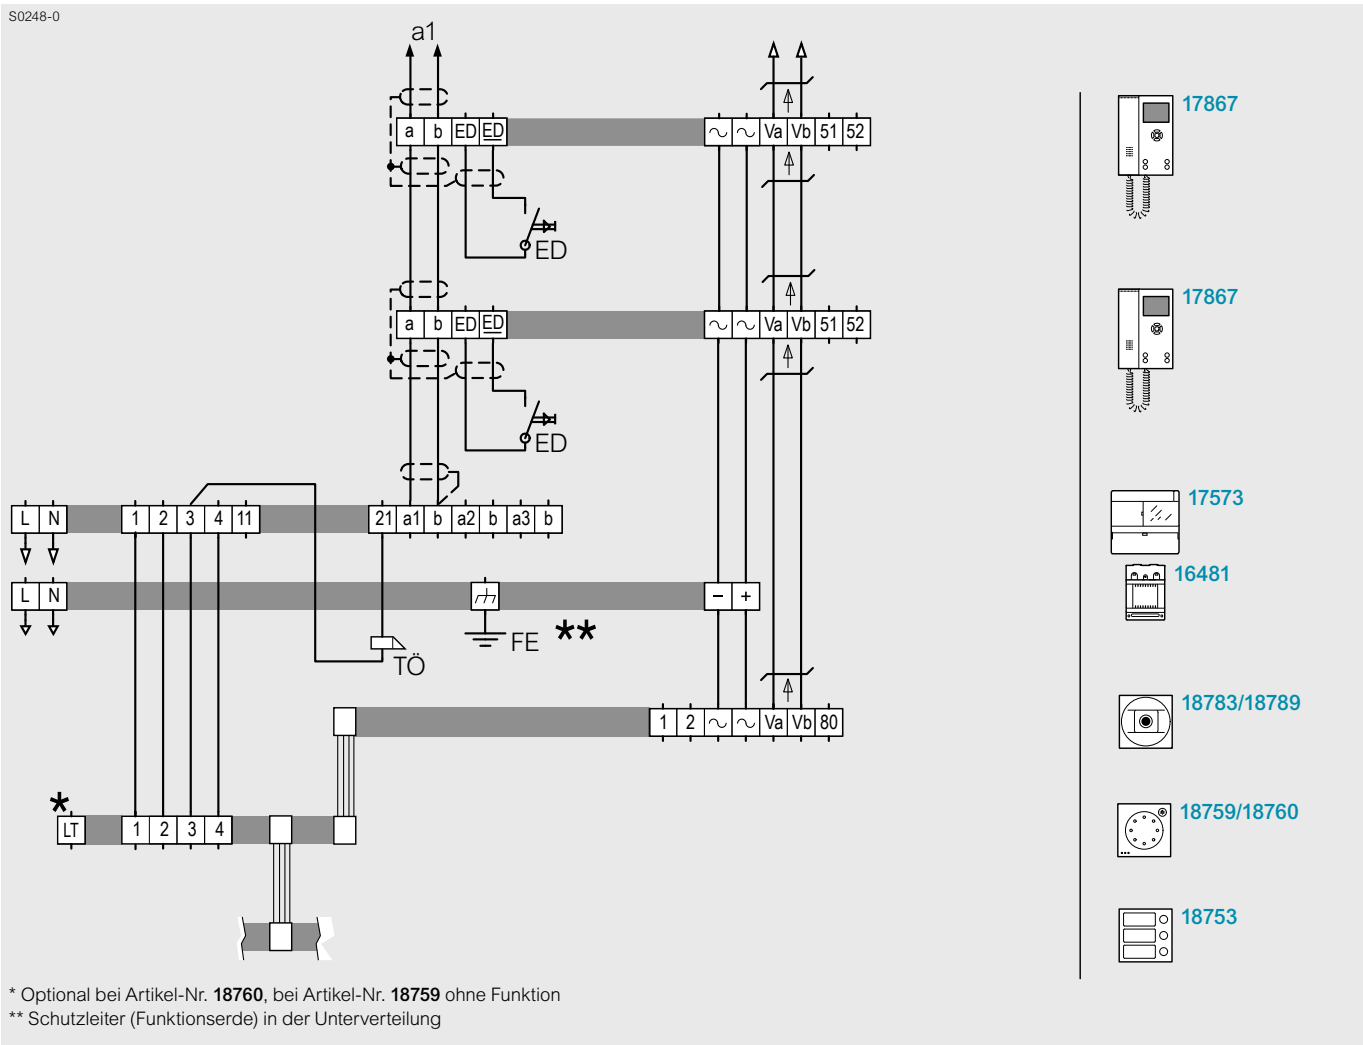 S0248-0
a1
a b ED ED ~ ~ Va Vb 51 52
17867
ED
a b ED ED ~ ~ Va Vb 51 52
17867
ED
L N 1 2 3 4 11 21 a1 b a2 b a3 b
17573
L N - +
16481
FE **
TÖ
1 2 ~ ~ Va Vb 80
18783/18789
*
LT 1 2 3 4
18759/18760
18753
* Optional bei Artikel-Nr. 18760, bei Artikel-Nr. 18759 ohne Funktion
** Schutzleiter (Funktionserde) in der Unterverteilung